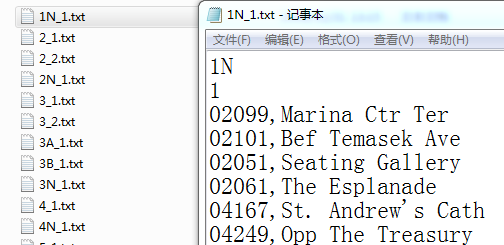 1N_1.txt
2_1.txt
2_2.txt
2N_1.txt
3_1.txt
3_2.txt
3A_1.txt
3B_1.txt
3N_1.txt
4_1.txt
4N_1.txt
1N_1.txt - 记事本
文件(F) 编辑(E) 格式(O) 查看(V) 帮助(H)
1N
1
02099,Marina Ctr Ter
02101,Bef Temasek Ave
02051,Seating Gallery
02061,The Esplanade
04167,St. Andrew's Cath
04249,Opp The Treasury